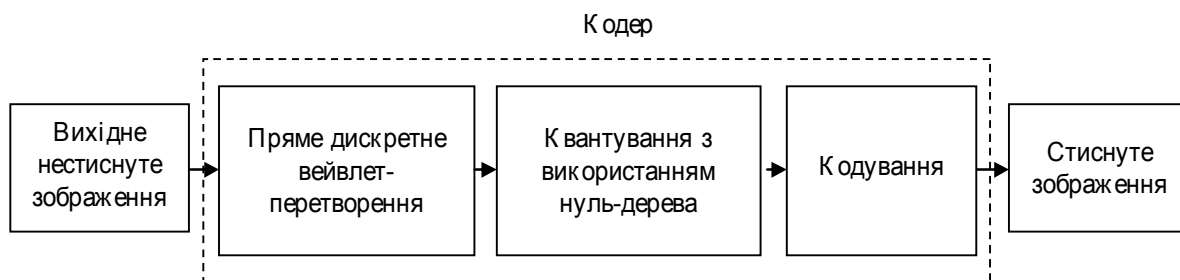 Кодер
Вихідне
нестиснуте
зображення
Пряме дискретне
вейвлет-
перетворення
Квантування з
використанням
нуль-дерева
Кодування
Стиснуте
зображення